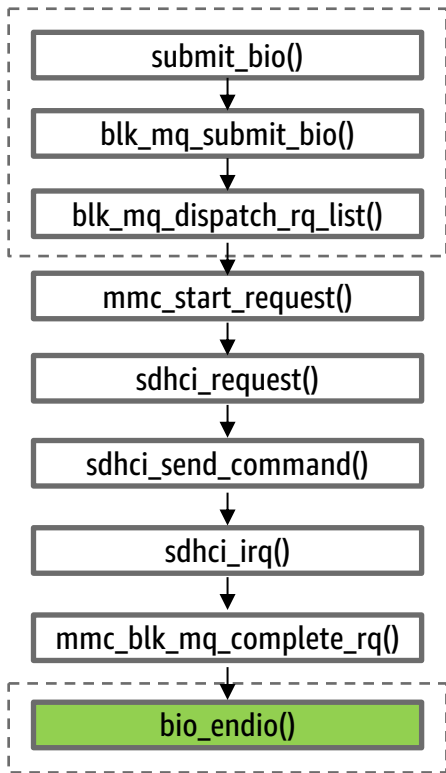 submit_bio()
blk_mq_submit_bio()
blk_mq_dispatch_rq_list()
mmc_start_request()
sdhci_request()
sdhci_send_command()
sdhci_irq()
mmc_blk_mq_complete_rq()
bio_endio()